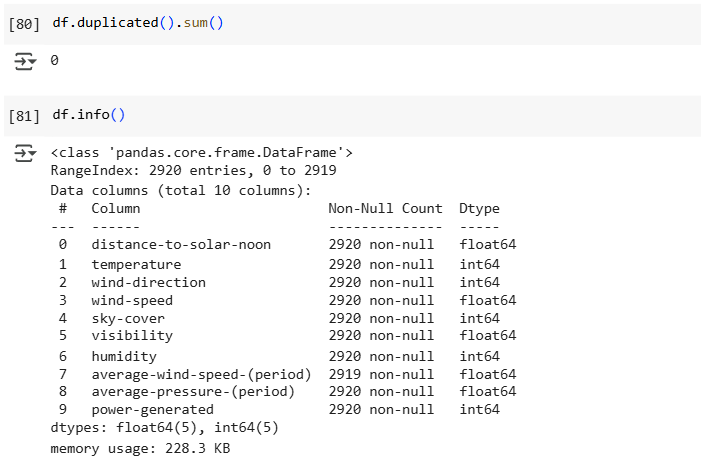 [80] df.duplicated().sum()
0
[81] df.info()
<class 'pandas.core.frame.DataFrame'>
RangeIndex: 2920 entries, 0 to 2919
Data columns (total 10 columns):
 #   Column                     Non-Null Count  Dtype
---  ------                     --------------  -----
 0   distance-to-solar-noon     2920 non-null   float64
 1   temperature                2920 non-null   int64
 2   wind-direction             2920 non-null   int64
 3   wind-speed                 2920 non-null   float64
 4   sky-cover                  2920 non-null   int64
 5   visibility                 2920 non-null   float64
 6   humidity                   2920 non-null   int64
 7   average-wind-speed-(period)  2919 non-null   float64
 8   average-pressure-(period)  2920 non-null   float64
 9   power-generated            2920 non-null   int64
dtypes: float64(5), int64(5)
memory usage: 228.3 KB